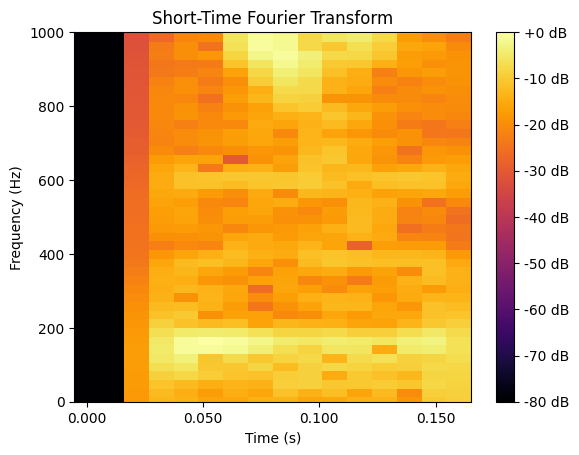 Short-Time Fourier Transform
1000
800
600
400
200
0
Frequency (Hz)
0.000
0.050
0.100
0.150
Time (s)
+0 dB
-10 dB
-20 dB
-30 dB
-40 dB
-50 dB
-60 dB
-70 dB
-80 dB